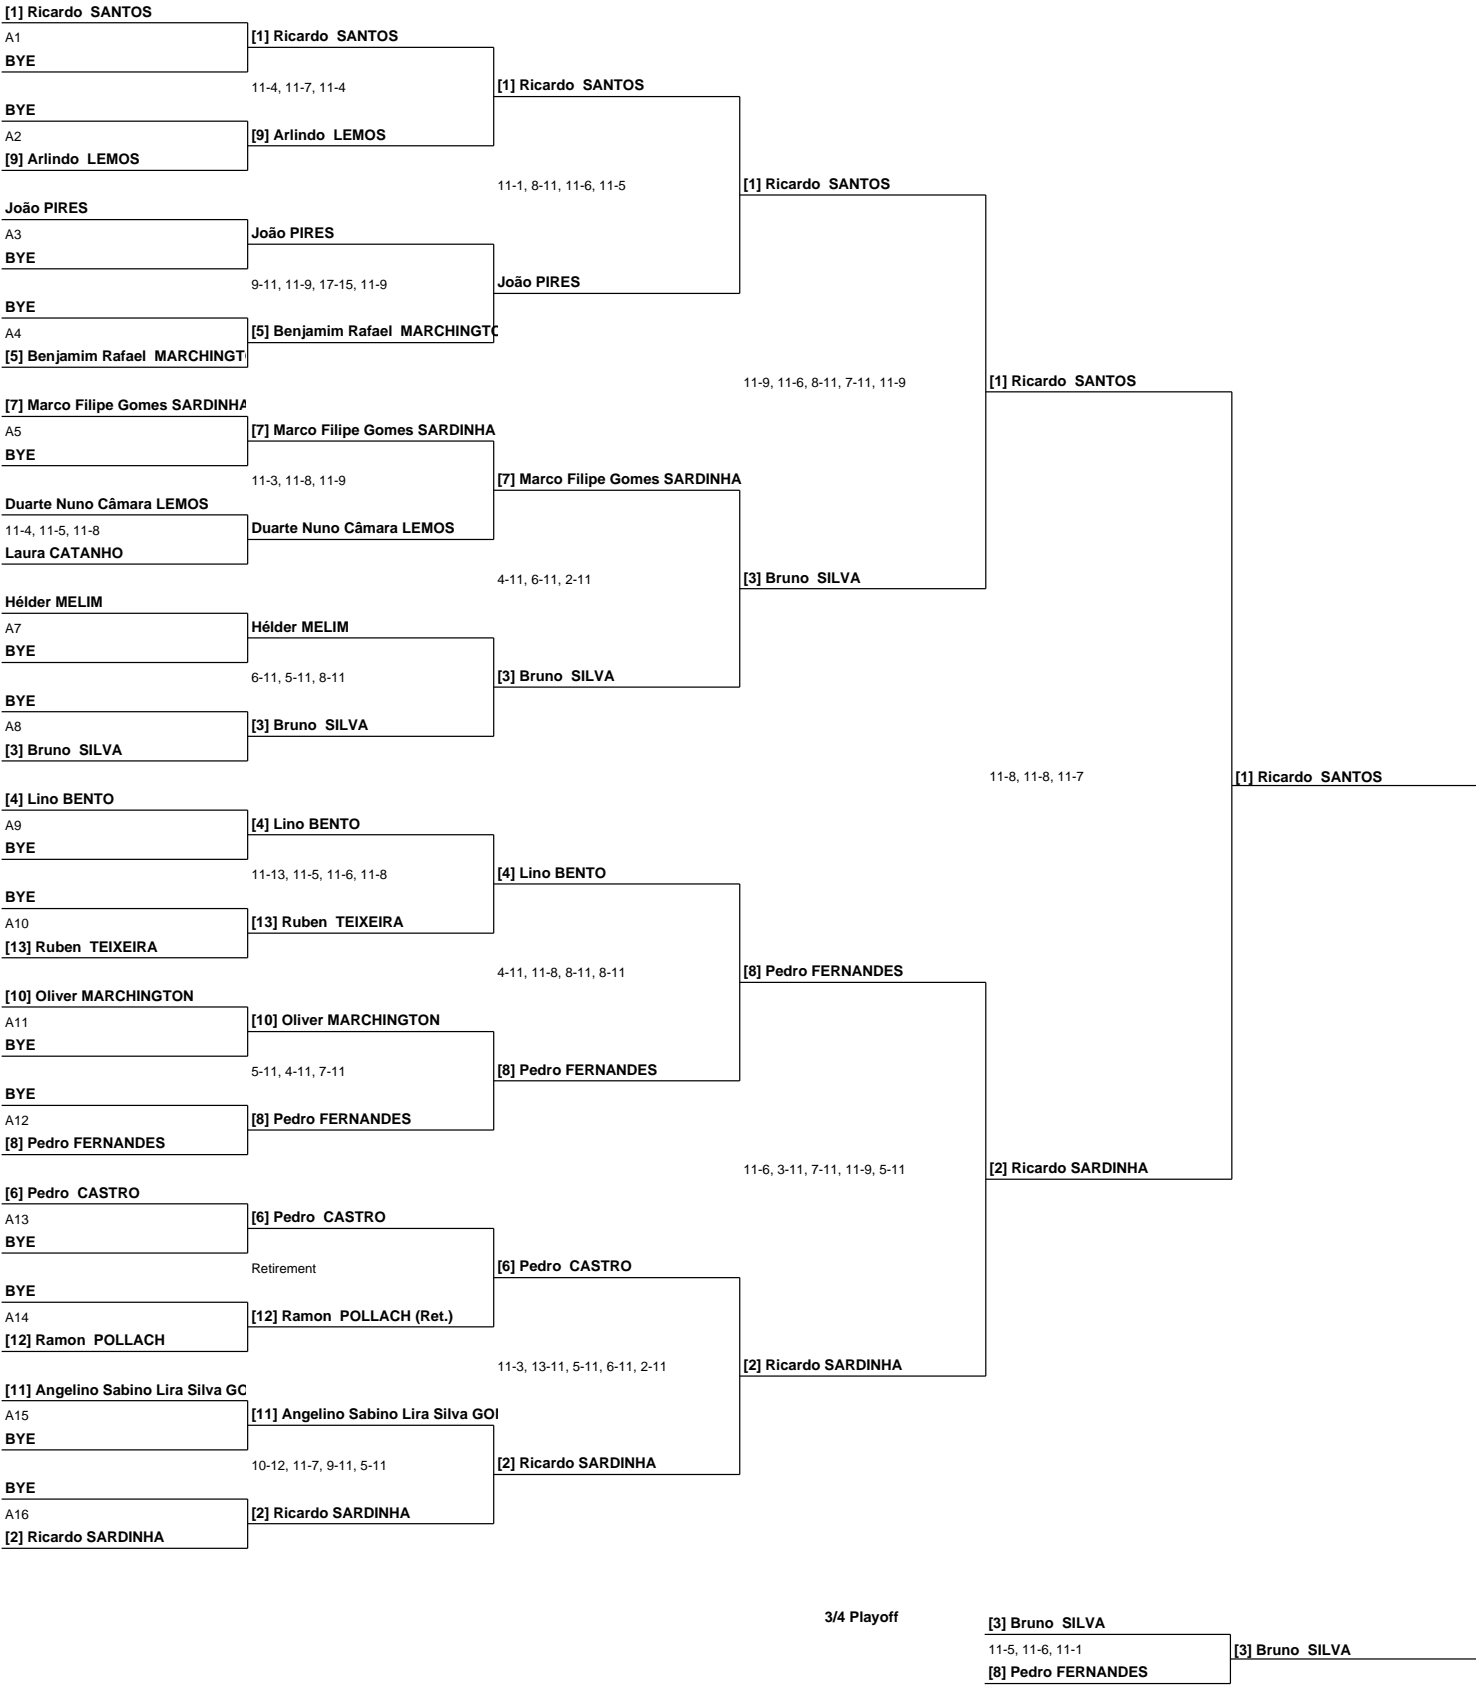 [1] Ricardo  SANTOS
A1
BYE
[1] Ricardo  SANTOS
11-4, 11-7, 11-4
BYE
A2
[9] Arlindo  LEMOS
[9] Arlindo  LEMOS
[1] Ricardo  SANTOS
11-1, 8-11, 11-6, 11-5
João PIRES
A3
BYE
João PIRES
9-11, 11-9, 17-15, 11-9
BYE
A4
[5] Benjamim Rafael  MARCHINGT
[5] Benjamim Rafael  MARCHINGTO
João PIRES
[1] Ricardo  SANTOS
11-9, 11-6, 8-11, 7-11, 11-9
[7] Marco Filipe Gomes SARDINHA
A5
BYE
[7] Marco Filipe Gomes SARDINHA
11-3, 11-8, 11-9
Duarte Nuno Câmara LEMOS
11-4, 11-5, 11-8
Laura CATANHO
Duarte Nuno Câmara LEMOS
[7] Marco Filipe Gomes SARDINHA
4-11, 6-11, 2-11
Hélder MELIM
A7
BYE
Hélder MELIM
6-11, 5-11, 8-11
BYE
A8
[3] Bruno  SILVA
[3] Bruno  SILVA
[3] Bruno  SILVA
[3] Bruno  SILVA
[1] Ricardo  SANTOS
11-8, 11-8, 11-7
[1] Ricardo  SANTOS
[4] Lino BENTO
A9
BYE
[4] Lino BENTO
11-13, 11-5, 11-6, 11-8
BYE
A10
[13] Ruben  TEIXEIRA
[13] Ruben  TEIXEIRA
[4] Lino BENTO
4-11, 11-8, 8-11, 8-11
[10] Oliver MARCHINGTON
A11
BYE
[10] Oliver MARCHINGTON
5-11, 4-11, 7-11
BYE
A12
[8] Pedro FERNANDES
[8] Pedro FERNANDES
[8] Pedro FERNANDES
[8] Pedro FERNANDES
11-6, 3-11, 7-11, 11-9, 5-11
[2] Ricardo SARDINHA
[6] Pedro  CASTRO
A13
BYE
[6] Pedro  CASTRO
Retirement
BYE
A14
[12] Ramon  POLLACH
[12] Ramon  POLLACH (Ret.)
[6] Pedro  CASTRO
11-3, 13-11, 5-11, 6-11, 2-11
[2] Ricardo SARDINHA
[11] Angelino Sabino Lira Silva GO
A15
BYE
[11] Angelino Sabino Lira Silva GO
10-12, 11-7, 9-11, 5-11
BYE
A16
[2] Ricardo SARDINHA
[2] Ricardo SARDINHA
[2] Ricardo SARDINHA
3/4 Playoff
[3] Bruno  SILVA
11-5, 11-6, 11-1
[8] Pedro FERNANDES
[3] Bruno  SILVA